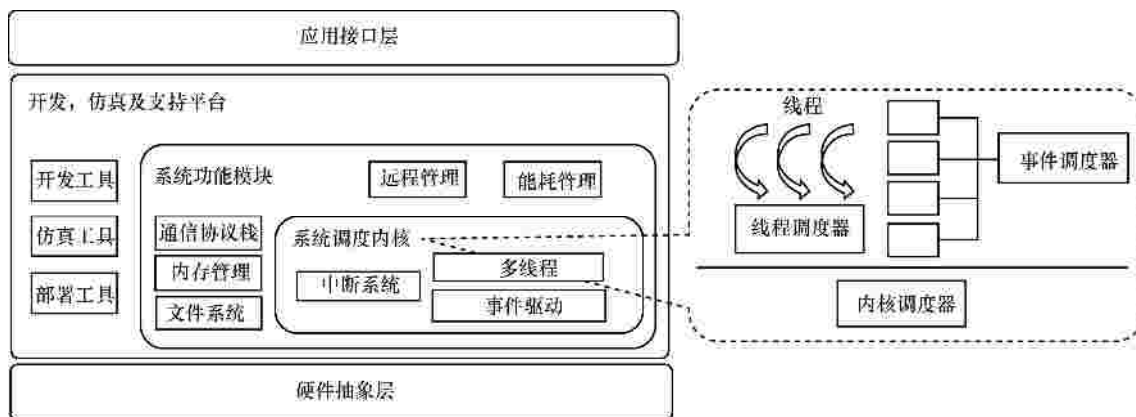 应用接口层
开发，仿真及支持平台
开发工具
仿真工具
部署工具
系统功能模块
远程管理
能耗管理
通信协议栈
内存管理
文件系统
系统调度内核
中断系统
多线程
事件驱动
硬件抽象层
线程
线程调度器
事件调度器
内核调度器